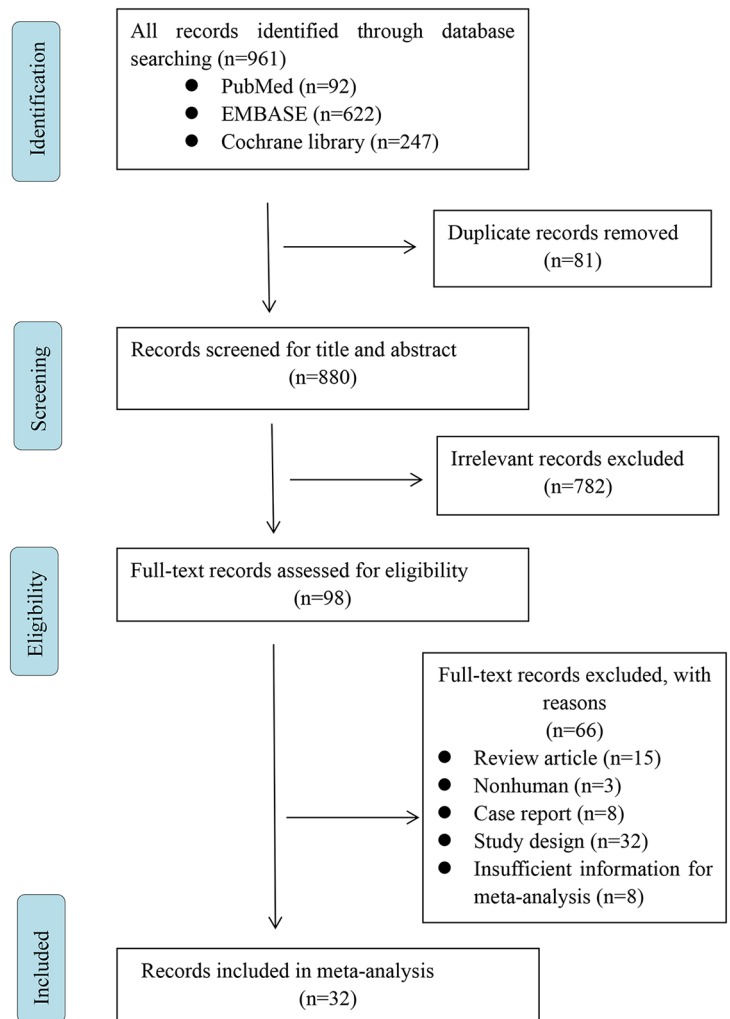 Identification
All records identified through database
searching (n=961)
● PubMed (n=92)
● EMBASE (n=622)
● Cochrane library (n=247)
Duplicate records removed
(n=81)
Screening
Records screened for title and abstract
(n=880)
Irrelevant records excluded
(n=782)
Eligibility
Full-text records assessed for eligibility
(n=98)
Full-text records excluded, with
reasons
(n=66)
● Review article (n=15)
● Nonhuman (n=3)
● Case report (n=8)
● Study design (n=32)
● Insufficient information for
meta-analysis (n=8)
Included
Records included in meta-analysis
(n=32)